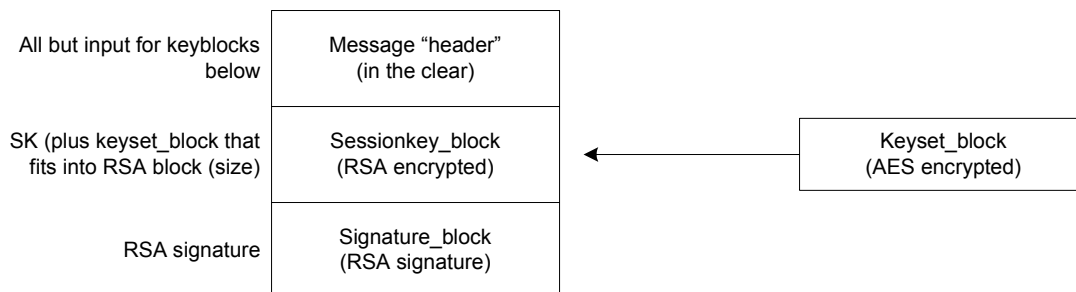 All but input for keyblocks
below
Message “header”
(in the clear)
SK (plus keyset_block that
fits into RSA block (size)
Sessionkey_block
(RSA encrypted)
Keyset_block
(AES encrypted)
RSA signature
Signature_block
(RSA signature)